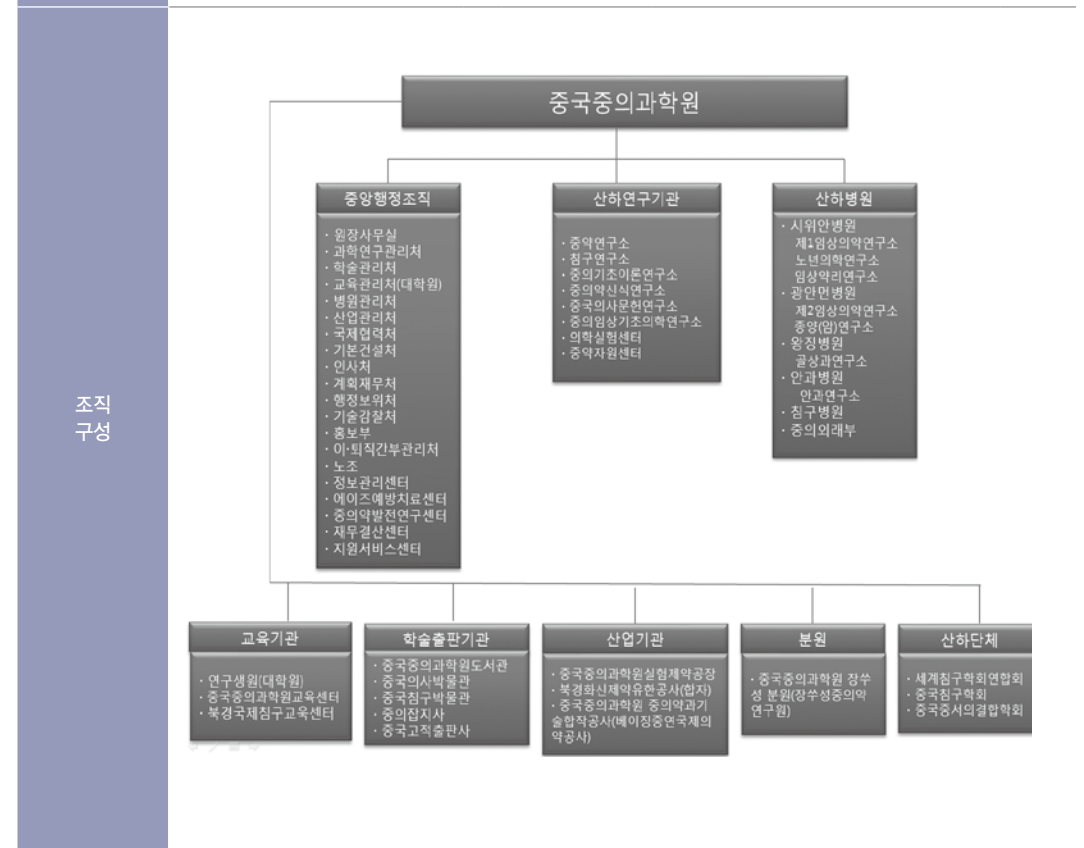 조직
구성
중국중의과학원
중앙행정조직
· 원장사무실
· 과학연구관리처
· 학술관리처
· 교육관리처(대학원)
· 병원관리처
· 산업관리처
· 국제협력처
· 기본건설처
· 인사처
· 계획재무처
· 행정보위처
· 기술감찰처
· 홍보부
· 이·퇴직간부관리처
· 노조
· 정보관리센터
· 에이즈예방치료센터
· 중의약발전연구센터
· 재무결산센터
· 지원서비스센터
산하연구기관
· 중약연구소
· 침구연구소
· 중의기초이론연구소
· 중의약신식연구소
· 중국의사문헌연구소
· 중의임상기초의학연구소
· 의학실험센터
· 중약자원센터
산하병원
· 시위안병원
제1임상의약연구소
노년의학연구소
임상약리연구소
· 광안먼병원
제2임상의약연구소
종양(암)연구소
· 왕징병원
골상과연구소
· 안과병원
안과연구소
· 침구병원
· 중의외래부
교육기관
· 연구생원(대학원)
· 중국중의과학원교육센터
· 북경국제침구교육센터
학술출판기관
· 중국중의과학원도서관
· 중국의사박물관
· 중국침구박물관
· 중의잡지사
· 중국고적출판사
산업기관
· 중국중의과학원실험제약공장
· 북경화신제약유한공사(합자)
· 중국중의과학원 중의약과기
술합작공사(베이징중연국제의
약공사)
분원
· 중국중의과학원 장쑤
성 분원(장쑤성중의약
연구원)
산하단체
· 세계침구학회연합회
· 중국침구학회
· 중국중서의결합학회